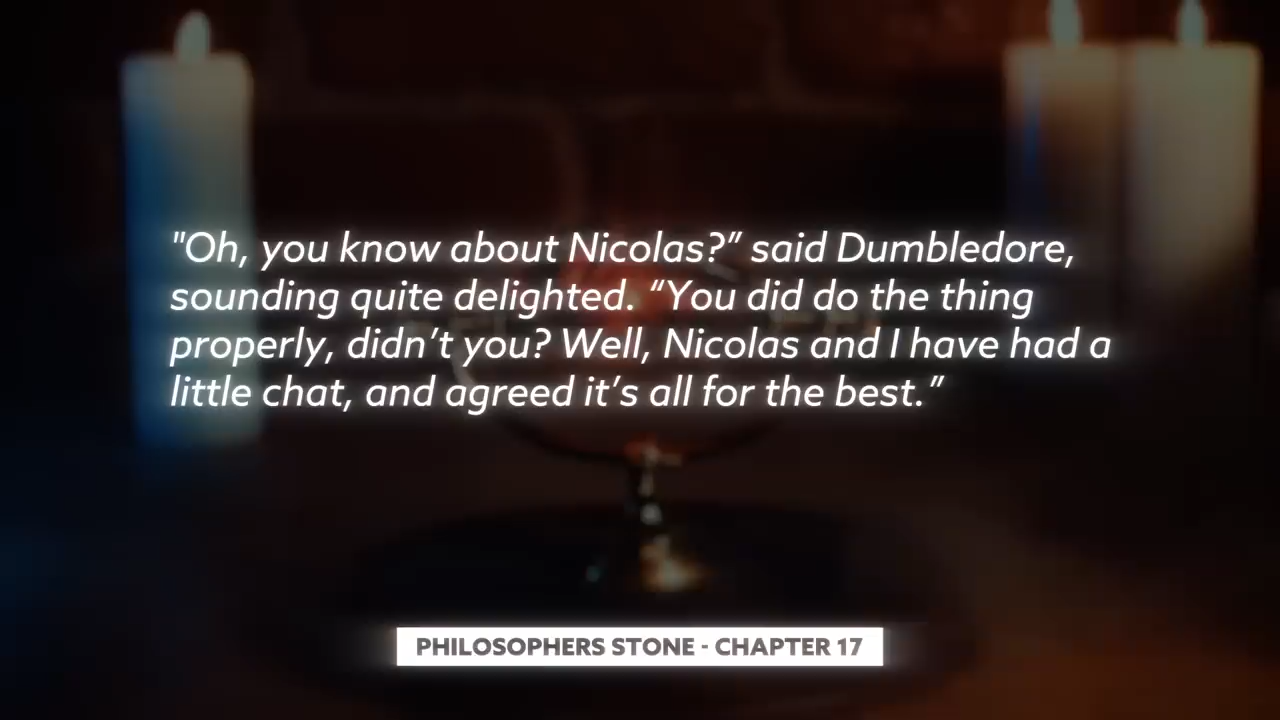 "Oh, you know about Nicolas?” said Dumbledore,
sounding quite delighted. “You did do the thing
properly, didn’t you? Well, Nicolas and I have had a
little chat, and agreed it’s all for the best.”
PHILOSOPHERS STONE - CHAPTER 17